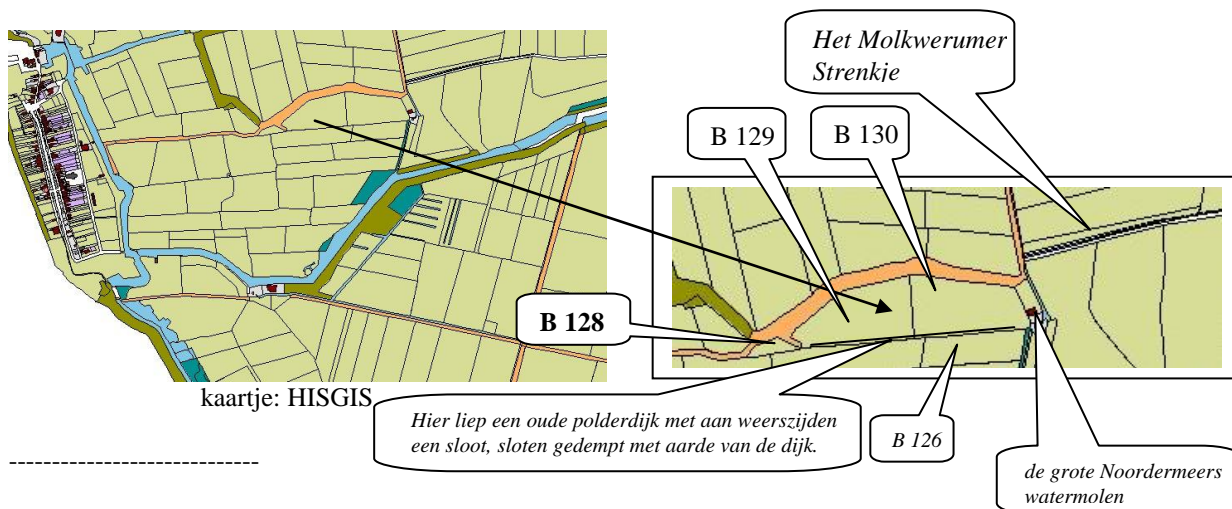 Het Molkwerumer
Strenkje
B 129
B 130
B 128
kaartje: HISGIS
Hier liep een oude polderdijk met aan weerszijden
een sloot, sloten gedempt met aarde van de dijk.
B 126
de grote Noordermeers
watermolen
-----------------------------